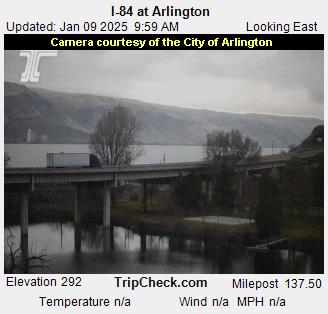 I-84 at Arlington
Updated: Jan 09 2025 9:59 AM Looking East
Camera courtesy of the City of Arlington
Elevation 292 TripCheck.com Milepost 137.50
Temperature n/a Wind n/a MPH n/a